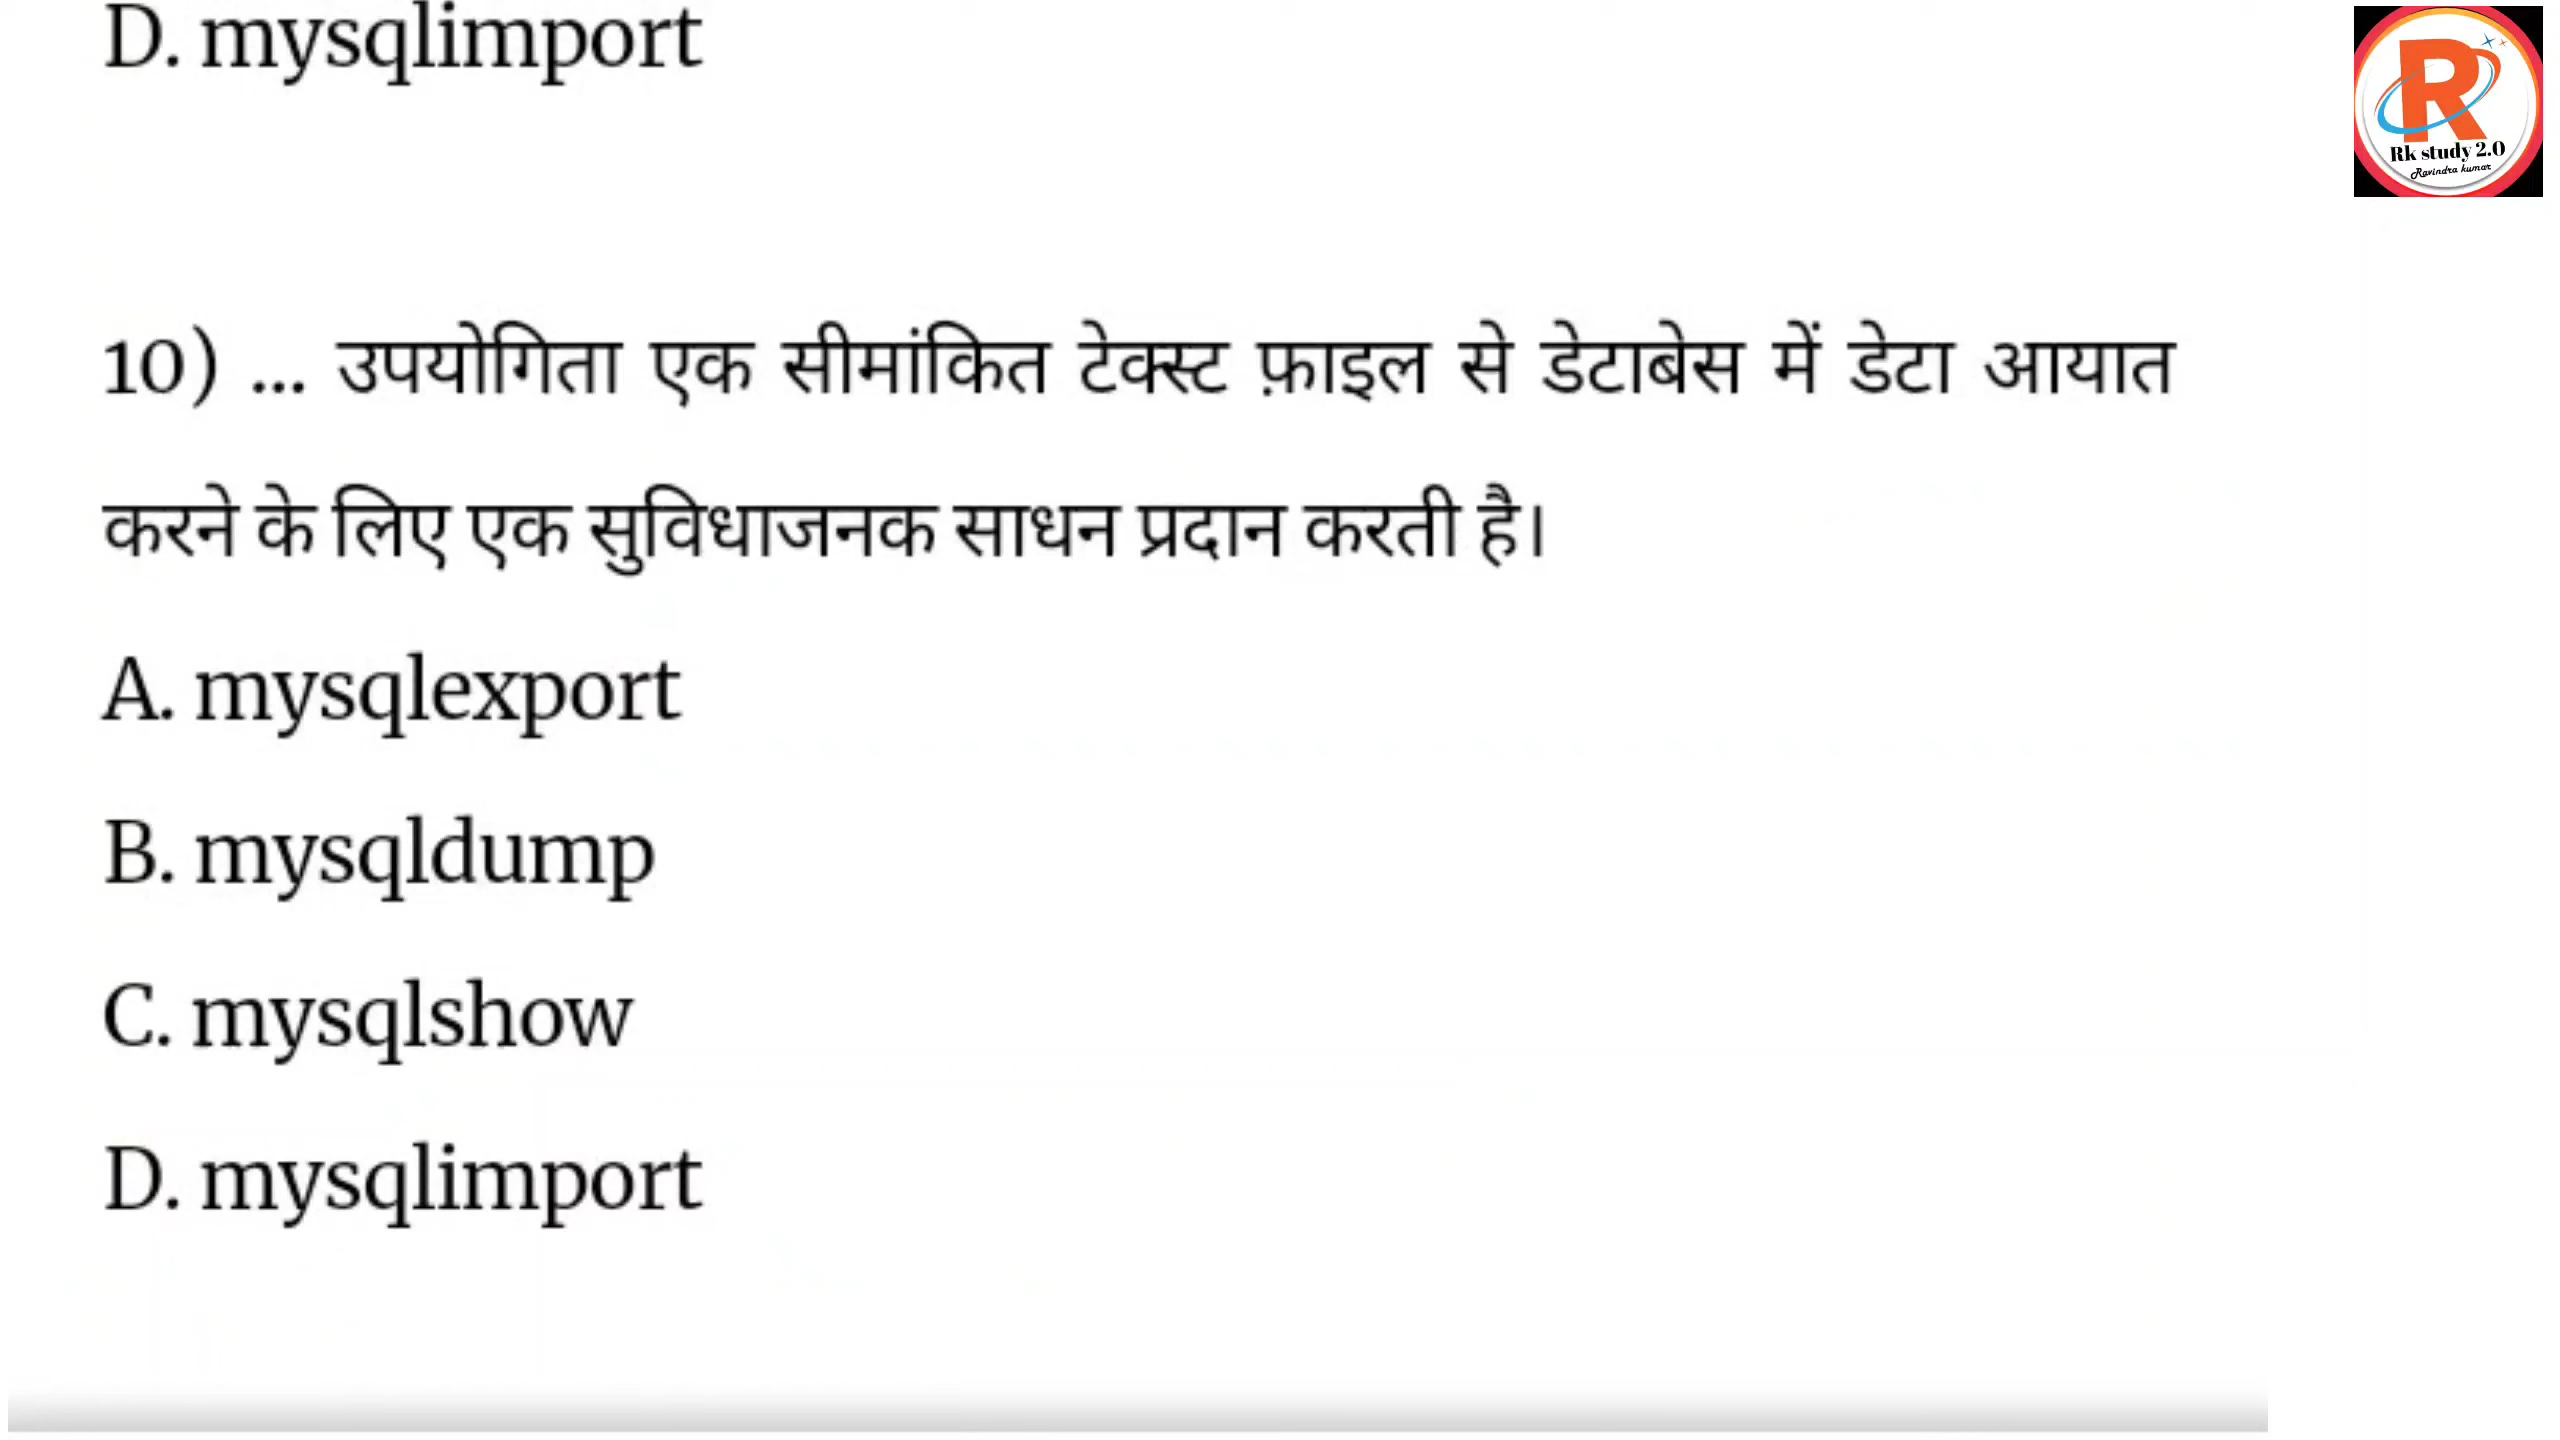 D. mysqlimport
R
Rk study 2.0
Ravindra kumar
10) ... उपयोगिता एक सीमांकित टेक्स्ट फ़ाइल से डेटाबेस में डेटा आयात
करने के लिए एक सुविधाजनक साधन प्रदान करती है।
A. mysqlexport
B. mysqldump
C. mysqlshow
D. mysqlimport